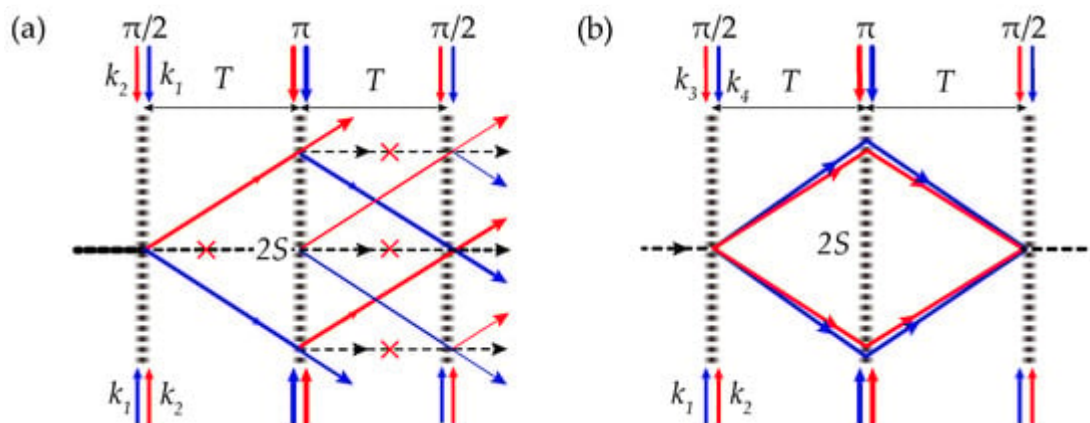 (a) π/2 π π/2
k₂ k₁ T T
2S
k₁ k₂
(b) π/2 π π/2
k₃ k₄ T T
2S
k₁ k₂